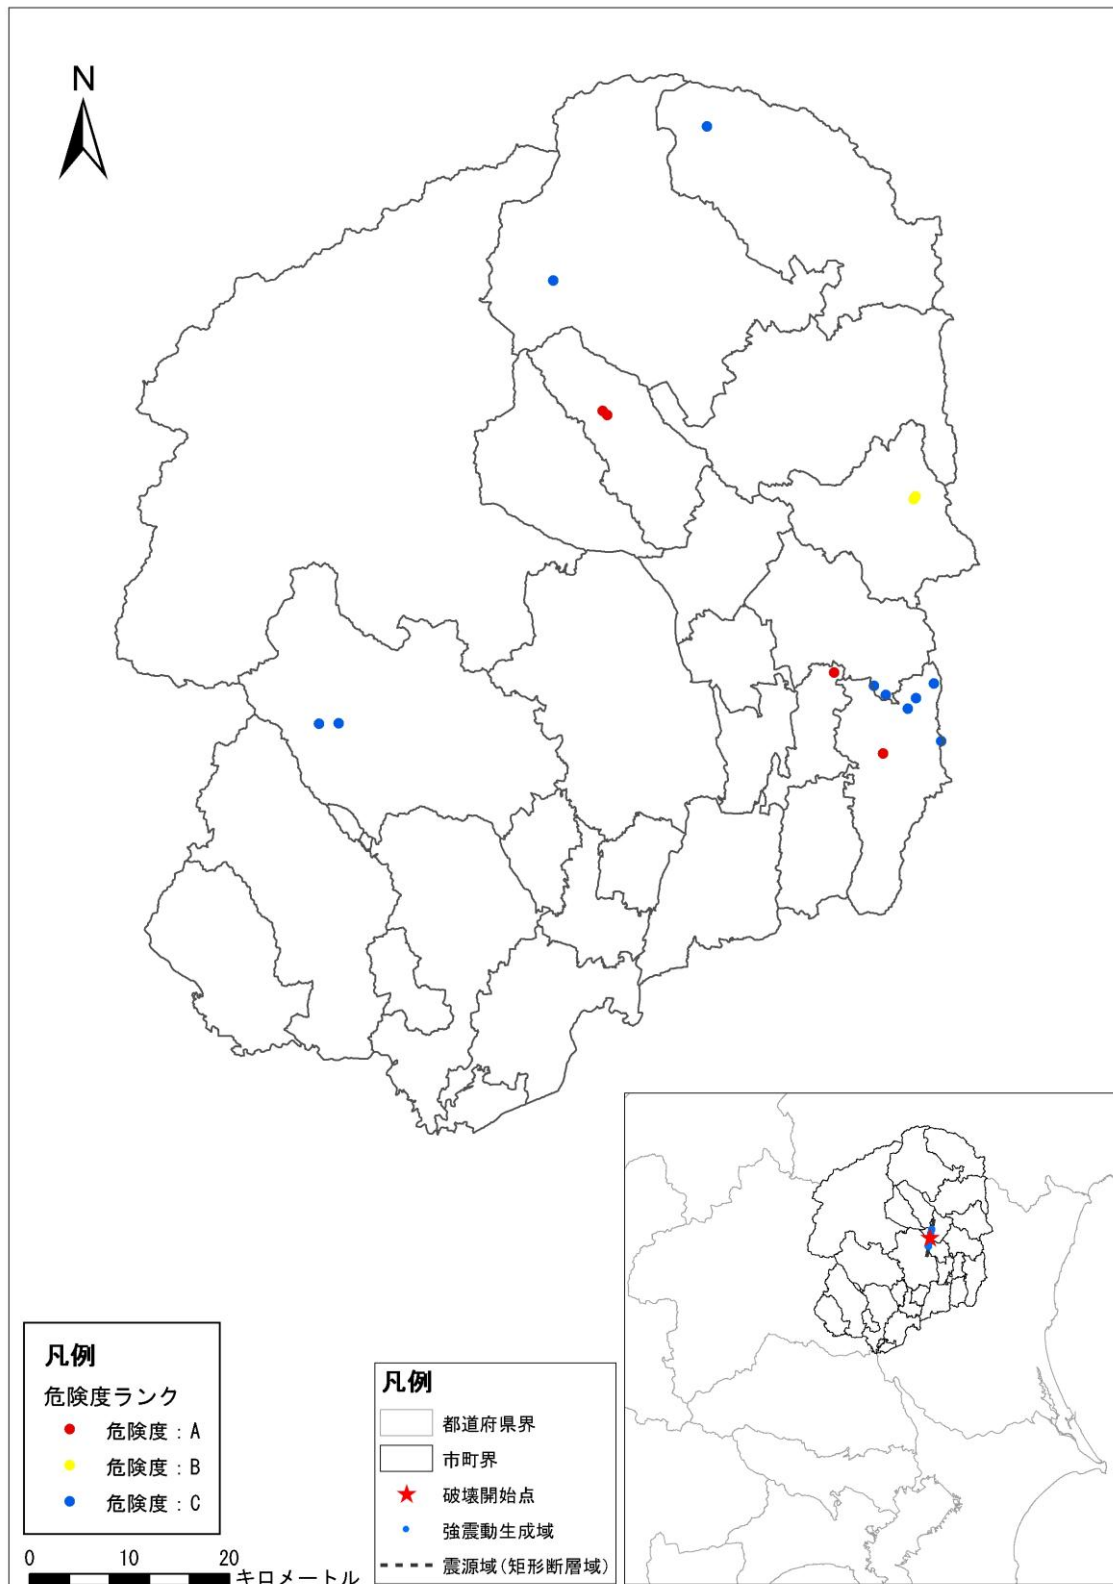 N
凡例
危険度ランク
危険度：A
危険度：B
危険度：C
0 10 20
キロメートル
凡例
都道府県界
市町界
破壊開始点
強震動生成域
震源域(矩形断層域)